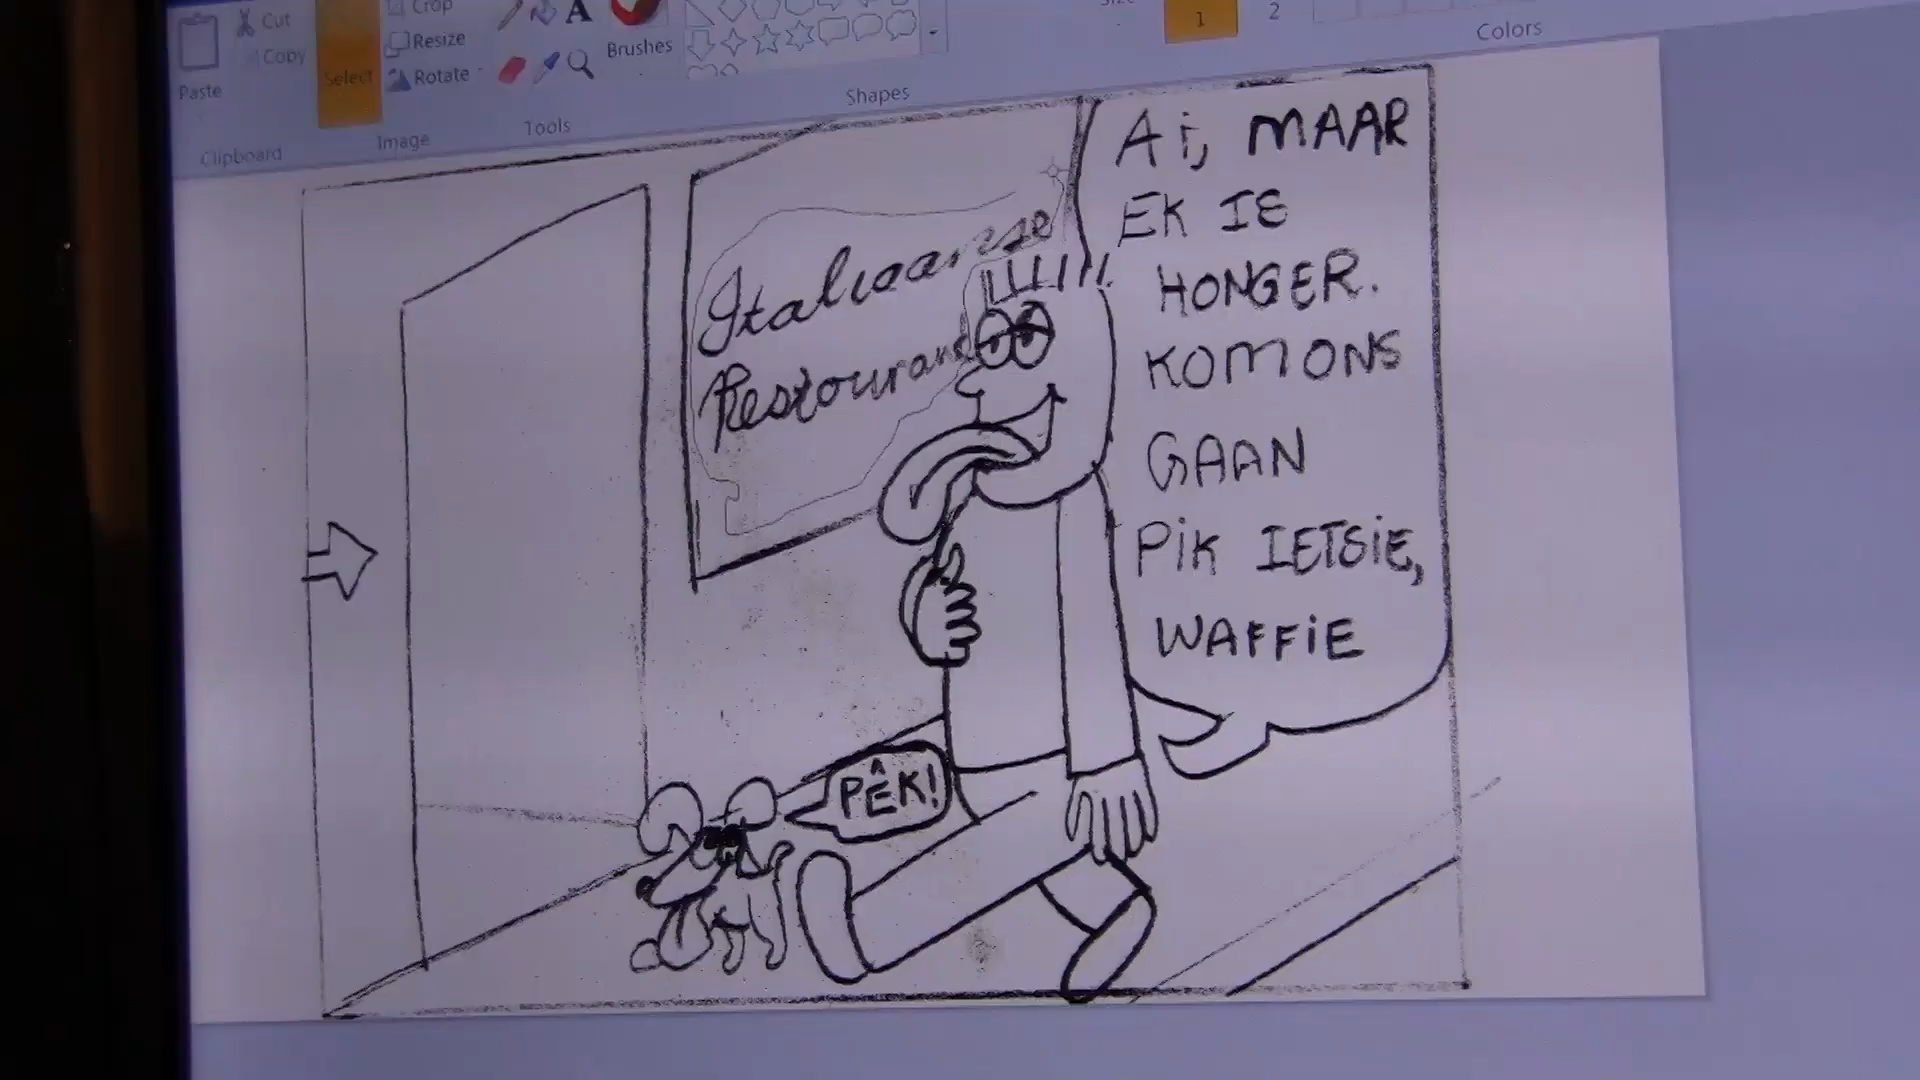 Cut
Copy
Paste
Clipboard
Select
Crop
Resize
Rotate
Image
Tools
Brushes
Shapes
Size
1
2
Colors
Italiaanse
Restourant
AI, MAAR
EK IE
HONGER.
KOMONS
GAAN
PIK IETSIE,
WAFFIE
PÊK!